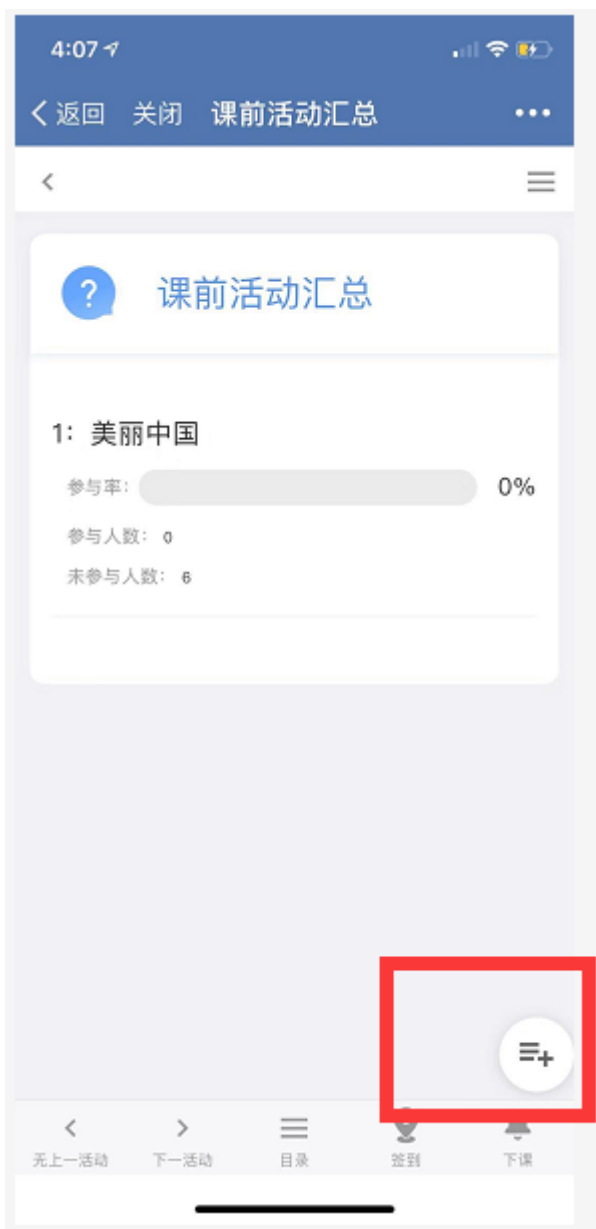 4:07
返回 关闭 课前活动汇总
? 课前活动汇总
1: 美丽中国
参与率: 0%
参与人数: 0
未参与人数: 6
无上一活动 下一活动 目录 签到 下课